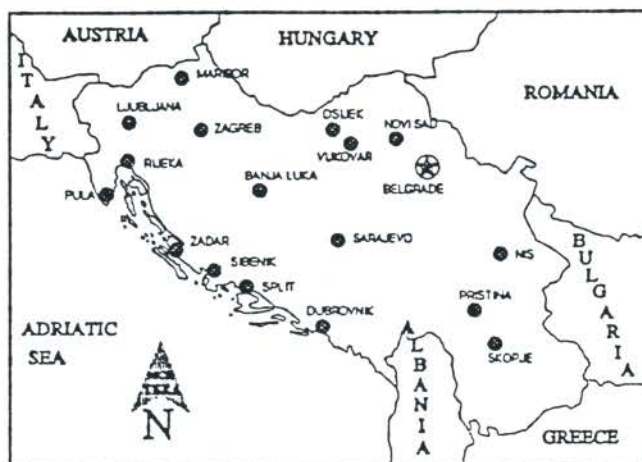 AUSTRIA
HUNGARY
ROMANIA
ITALY
MARIBOR
LJUBLJANA
ZAGREB
OSIJEK
NOVI SAD
VUKOVAR
RIJEKA
BANJA LUKA
BELGRADE
PULA
ZADAR
SARAJEVO
NIS
BULGARIA
SIBENIK
SPLIT
PRISTINA
DUBROVNIK
ADRIATIC
SEA
ALBANIA
SKOPJE
N
GREECE